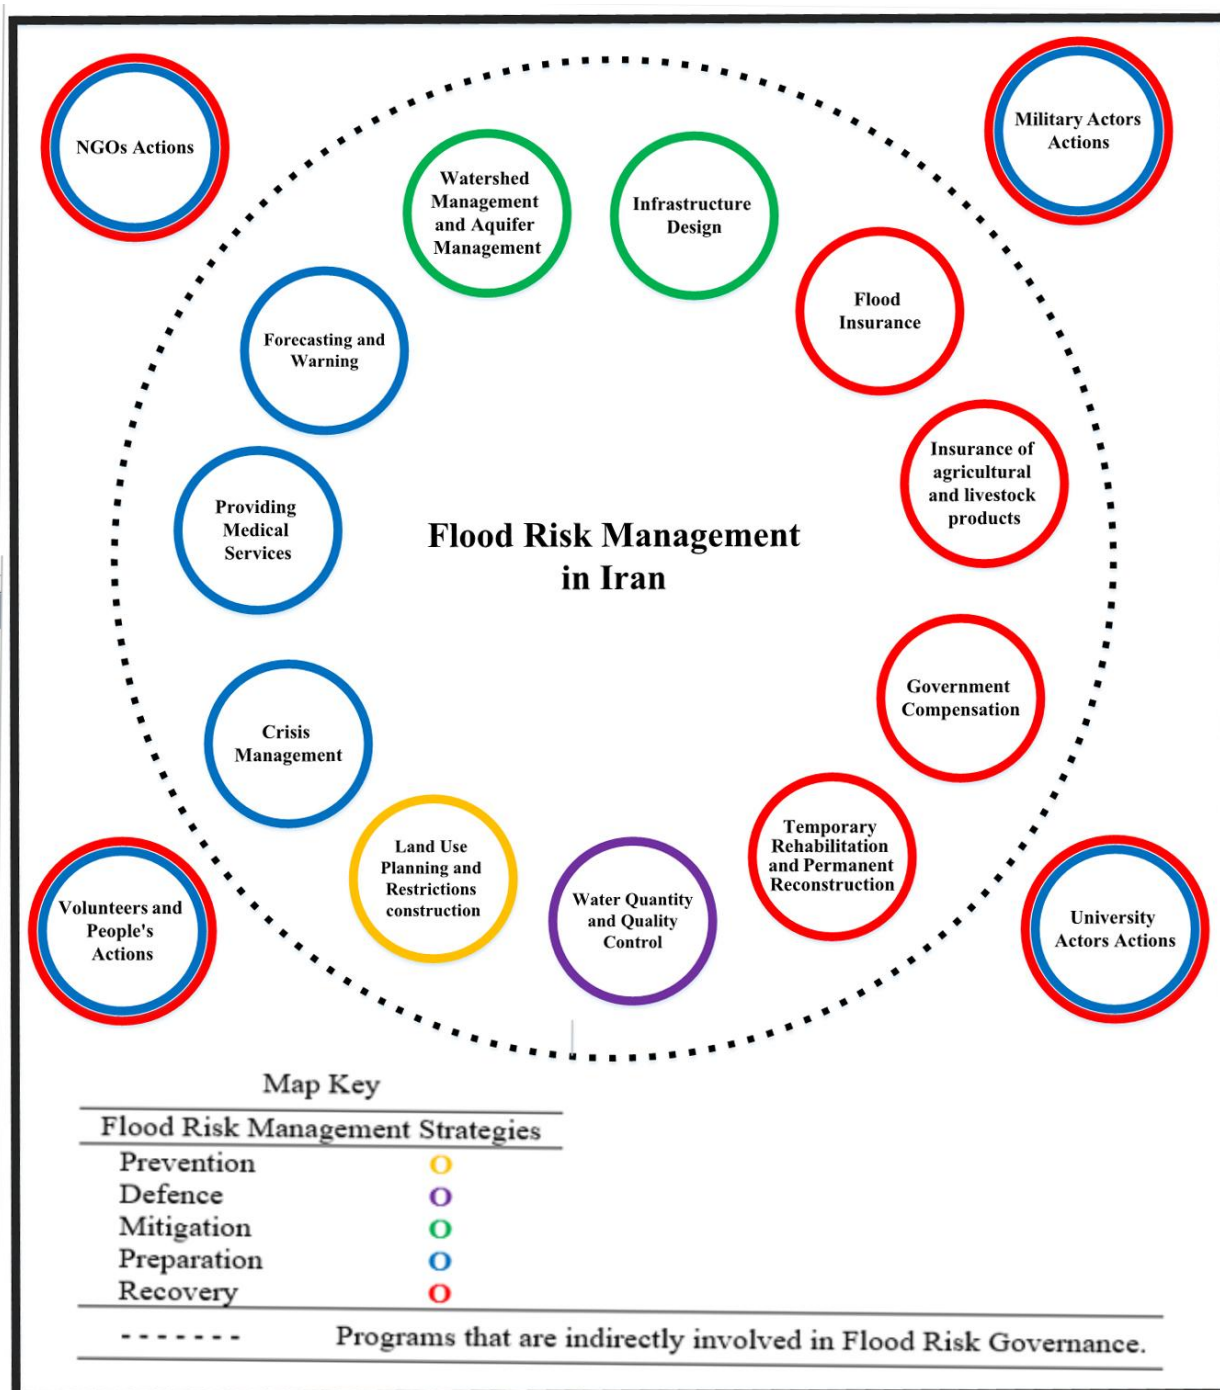 NGOs Actions
Military Actors
Actions
Watershed
Management
and Aquifer
Management
Infrastructure
Design
Flood
Insurance
Forecasting and
Warning
Insurance of
agricultural
and livestock
products
Providing
Medical
Services
Flood Risk Management
in Iran
Government
Compensation
Crisis
Management
Temporary
Rehabilitation
and Permanent
Reconstruction
Land Use
Planning and
Restrictions
construction
Water Quantity
and Quality
Control
Volunteers and
People's
Actions
University
Actors Actions
Map Key
Flood Risk Management Strategies
Prevention O
Defence O
Mitigation O
Preparation O
Recovery O
------- Programs that are indirectly involved in Flood Risk Governance.